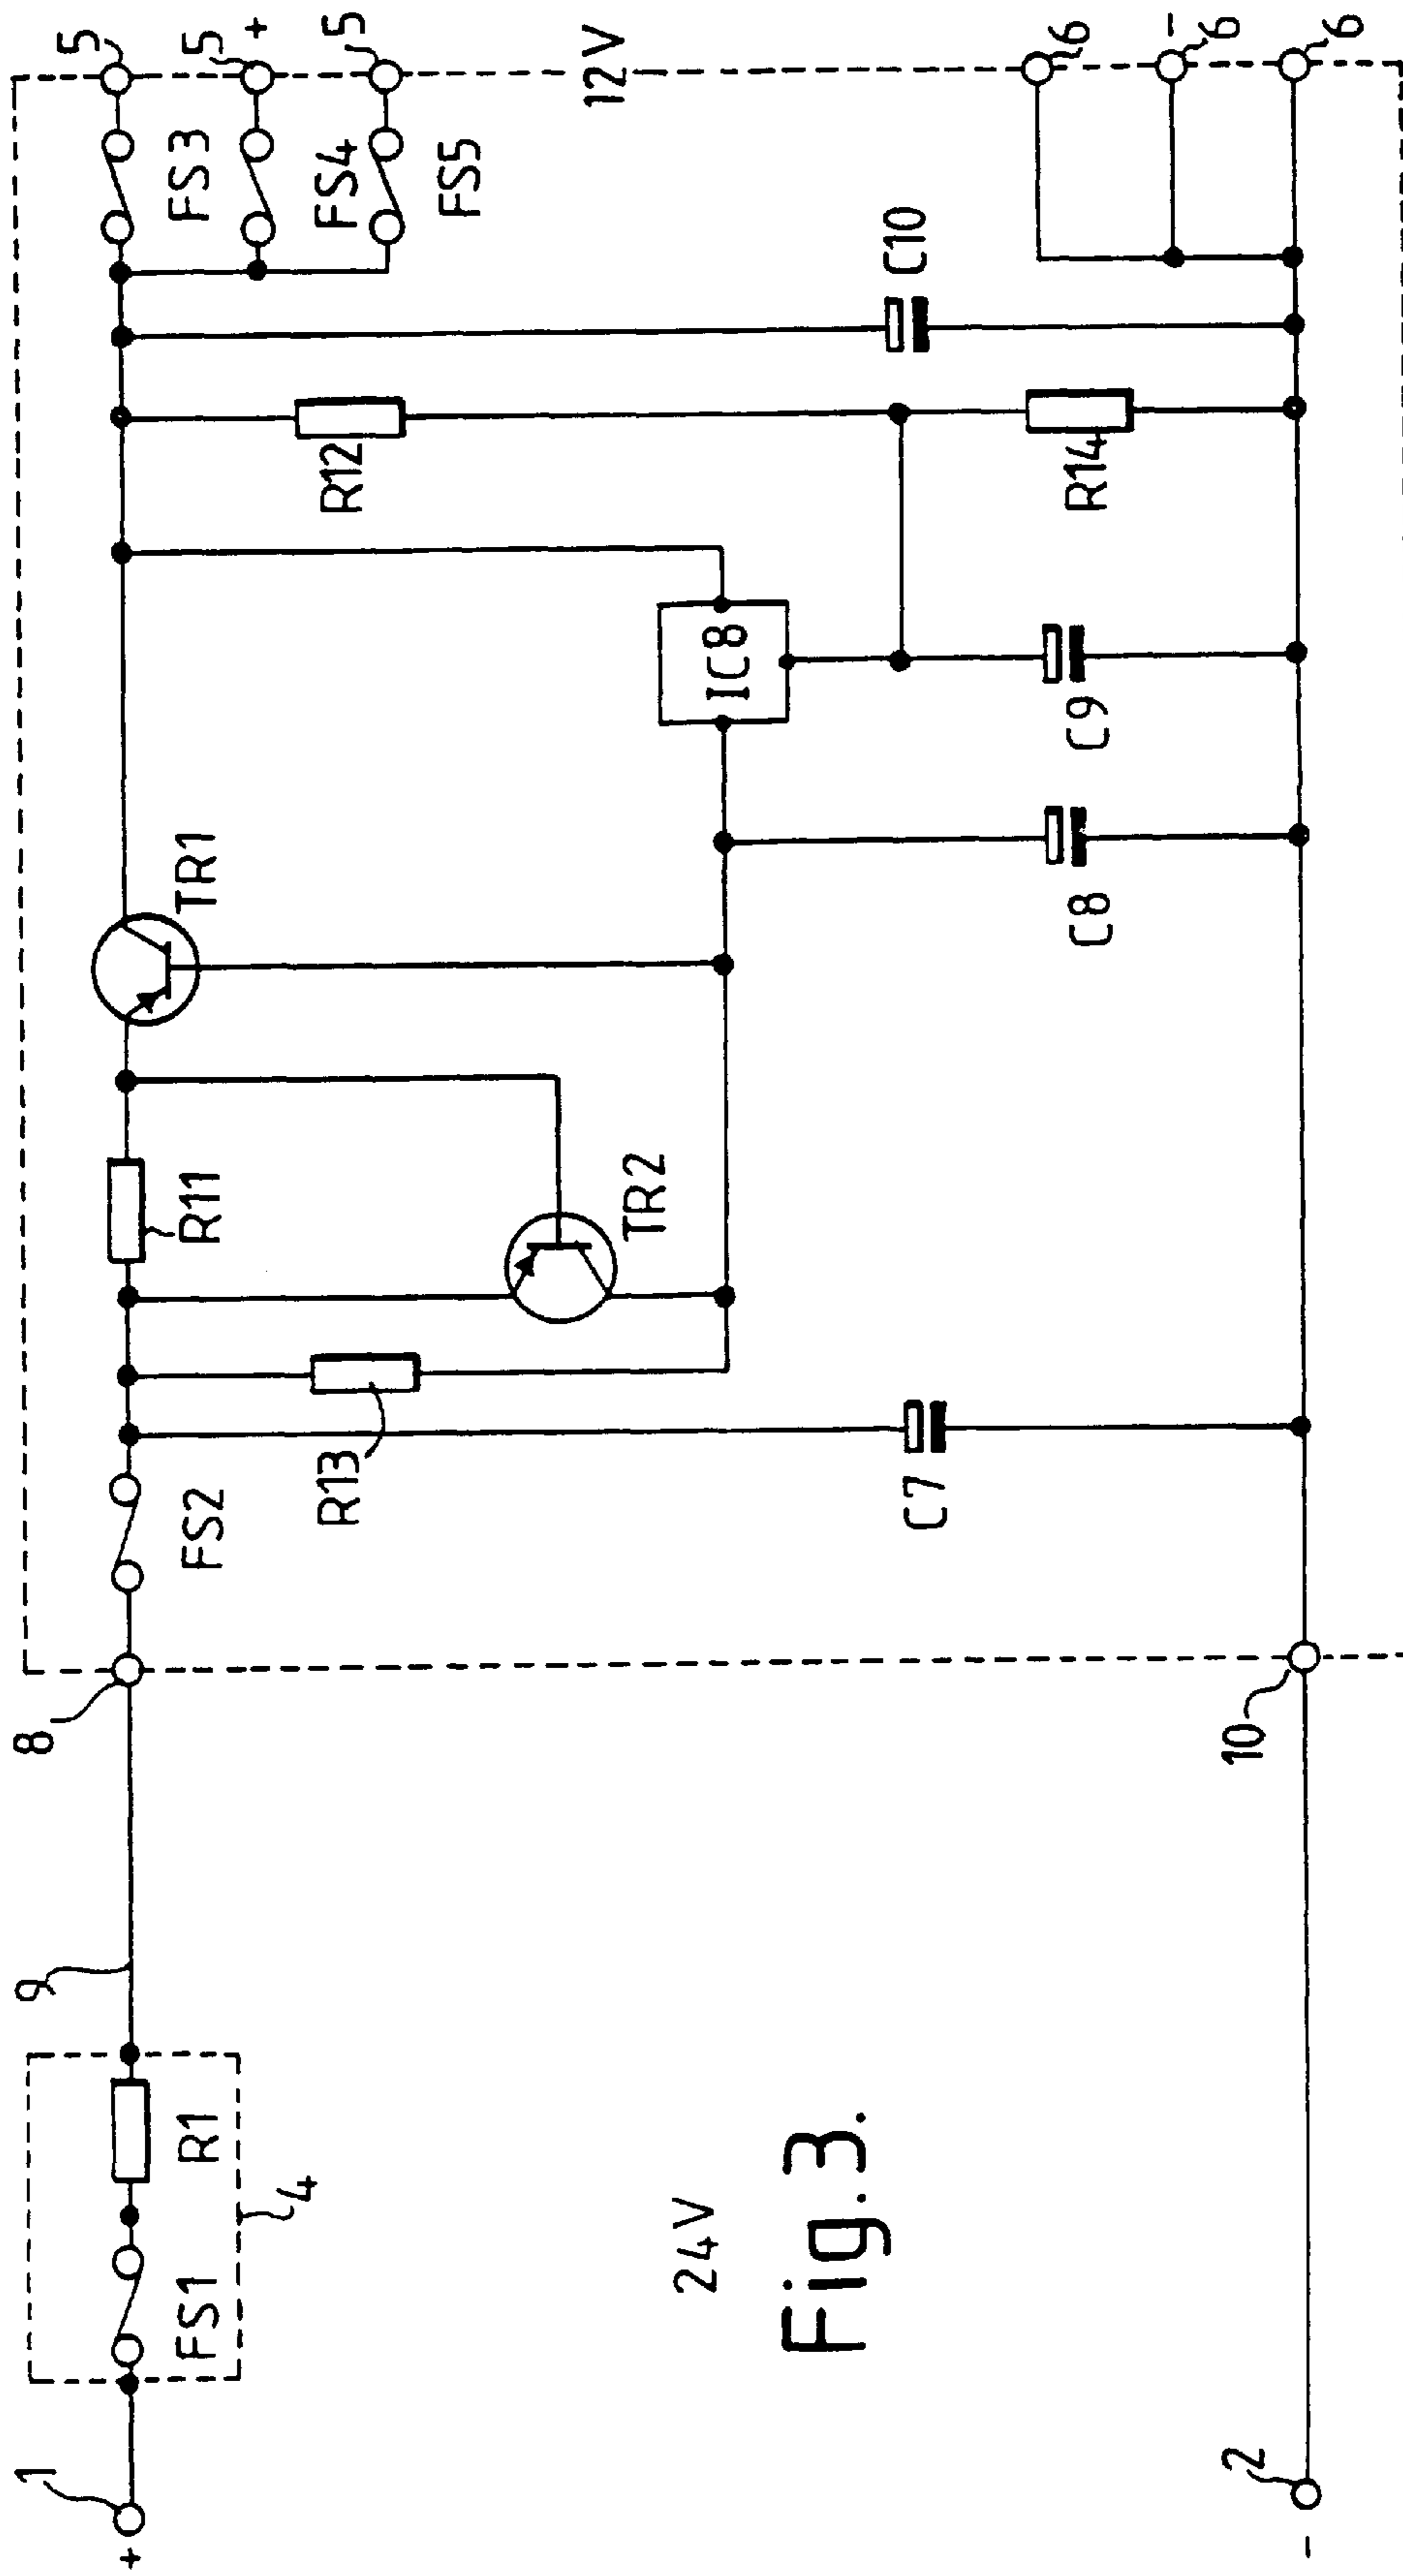 +
1
FS1
R1
4
9
8
FS2
R13
R11
TR2
TR1
R12
C7
C8
C9
IC8
R14
C10
FS3
FS4
FS5
5
5
+
5
12V
6
-
6
6
10
2
-
24V
Fig.3.